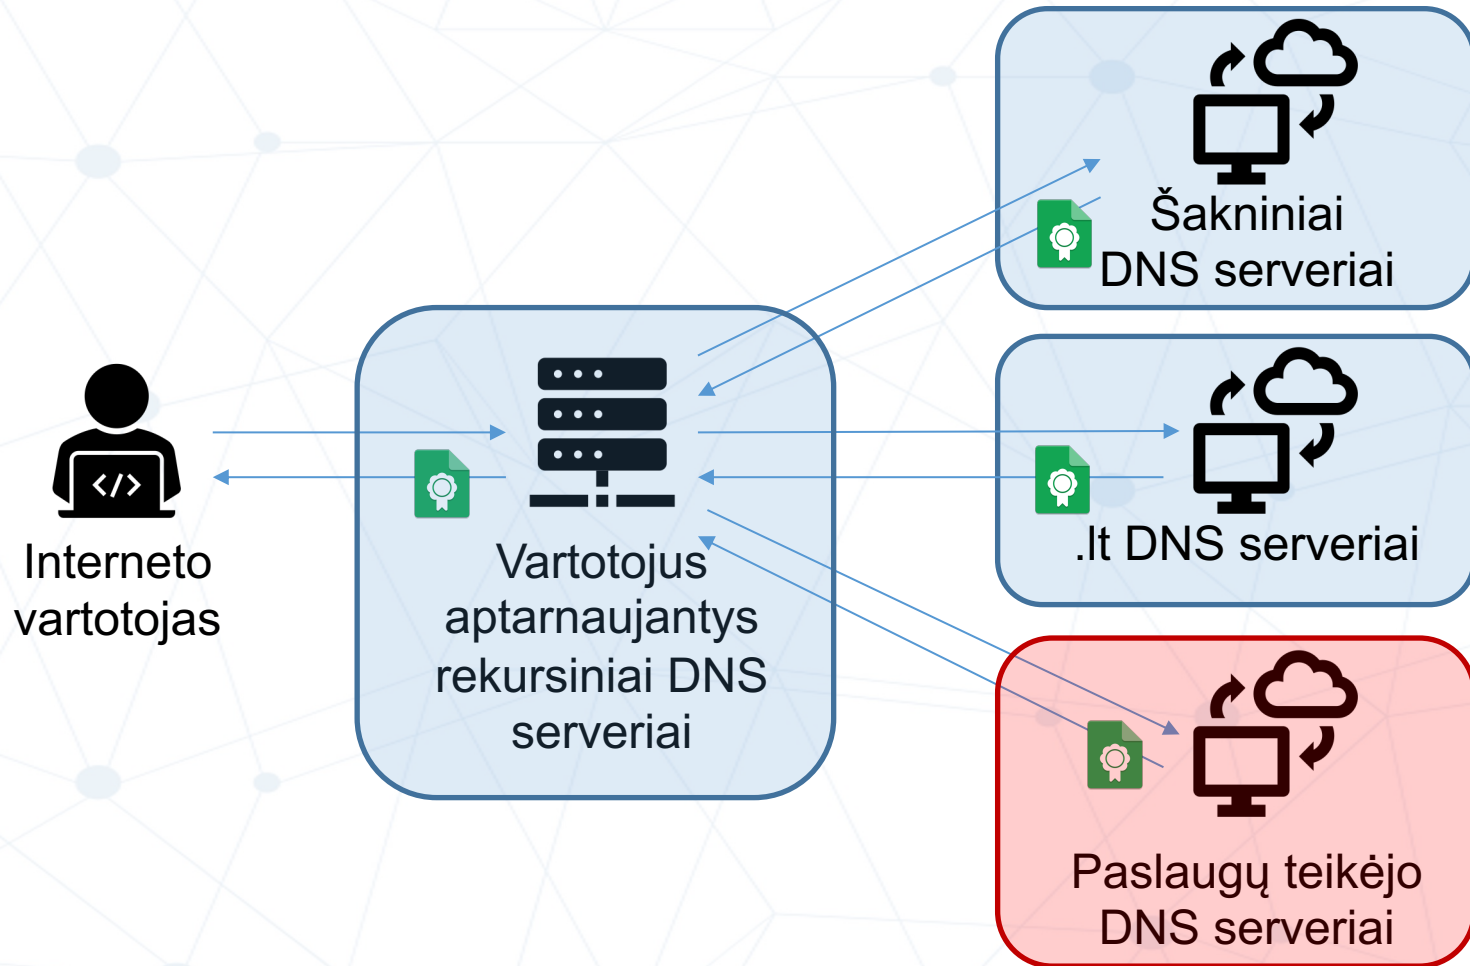 Šakniniai
DNS serveriai
.lt DNS serveriai
</>
Interneto
vartotojas
Vartotojus
aptarnaujantys
rekursiniai DNS
serveriai
Paslaugų teikėjo
DNS serveriai